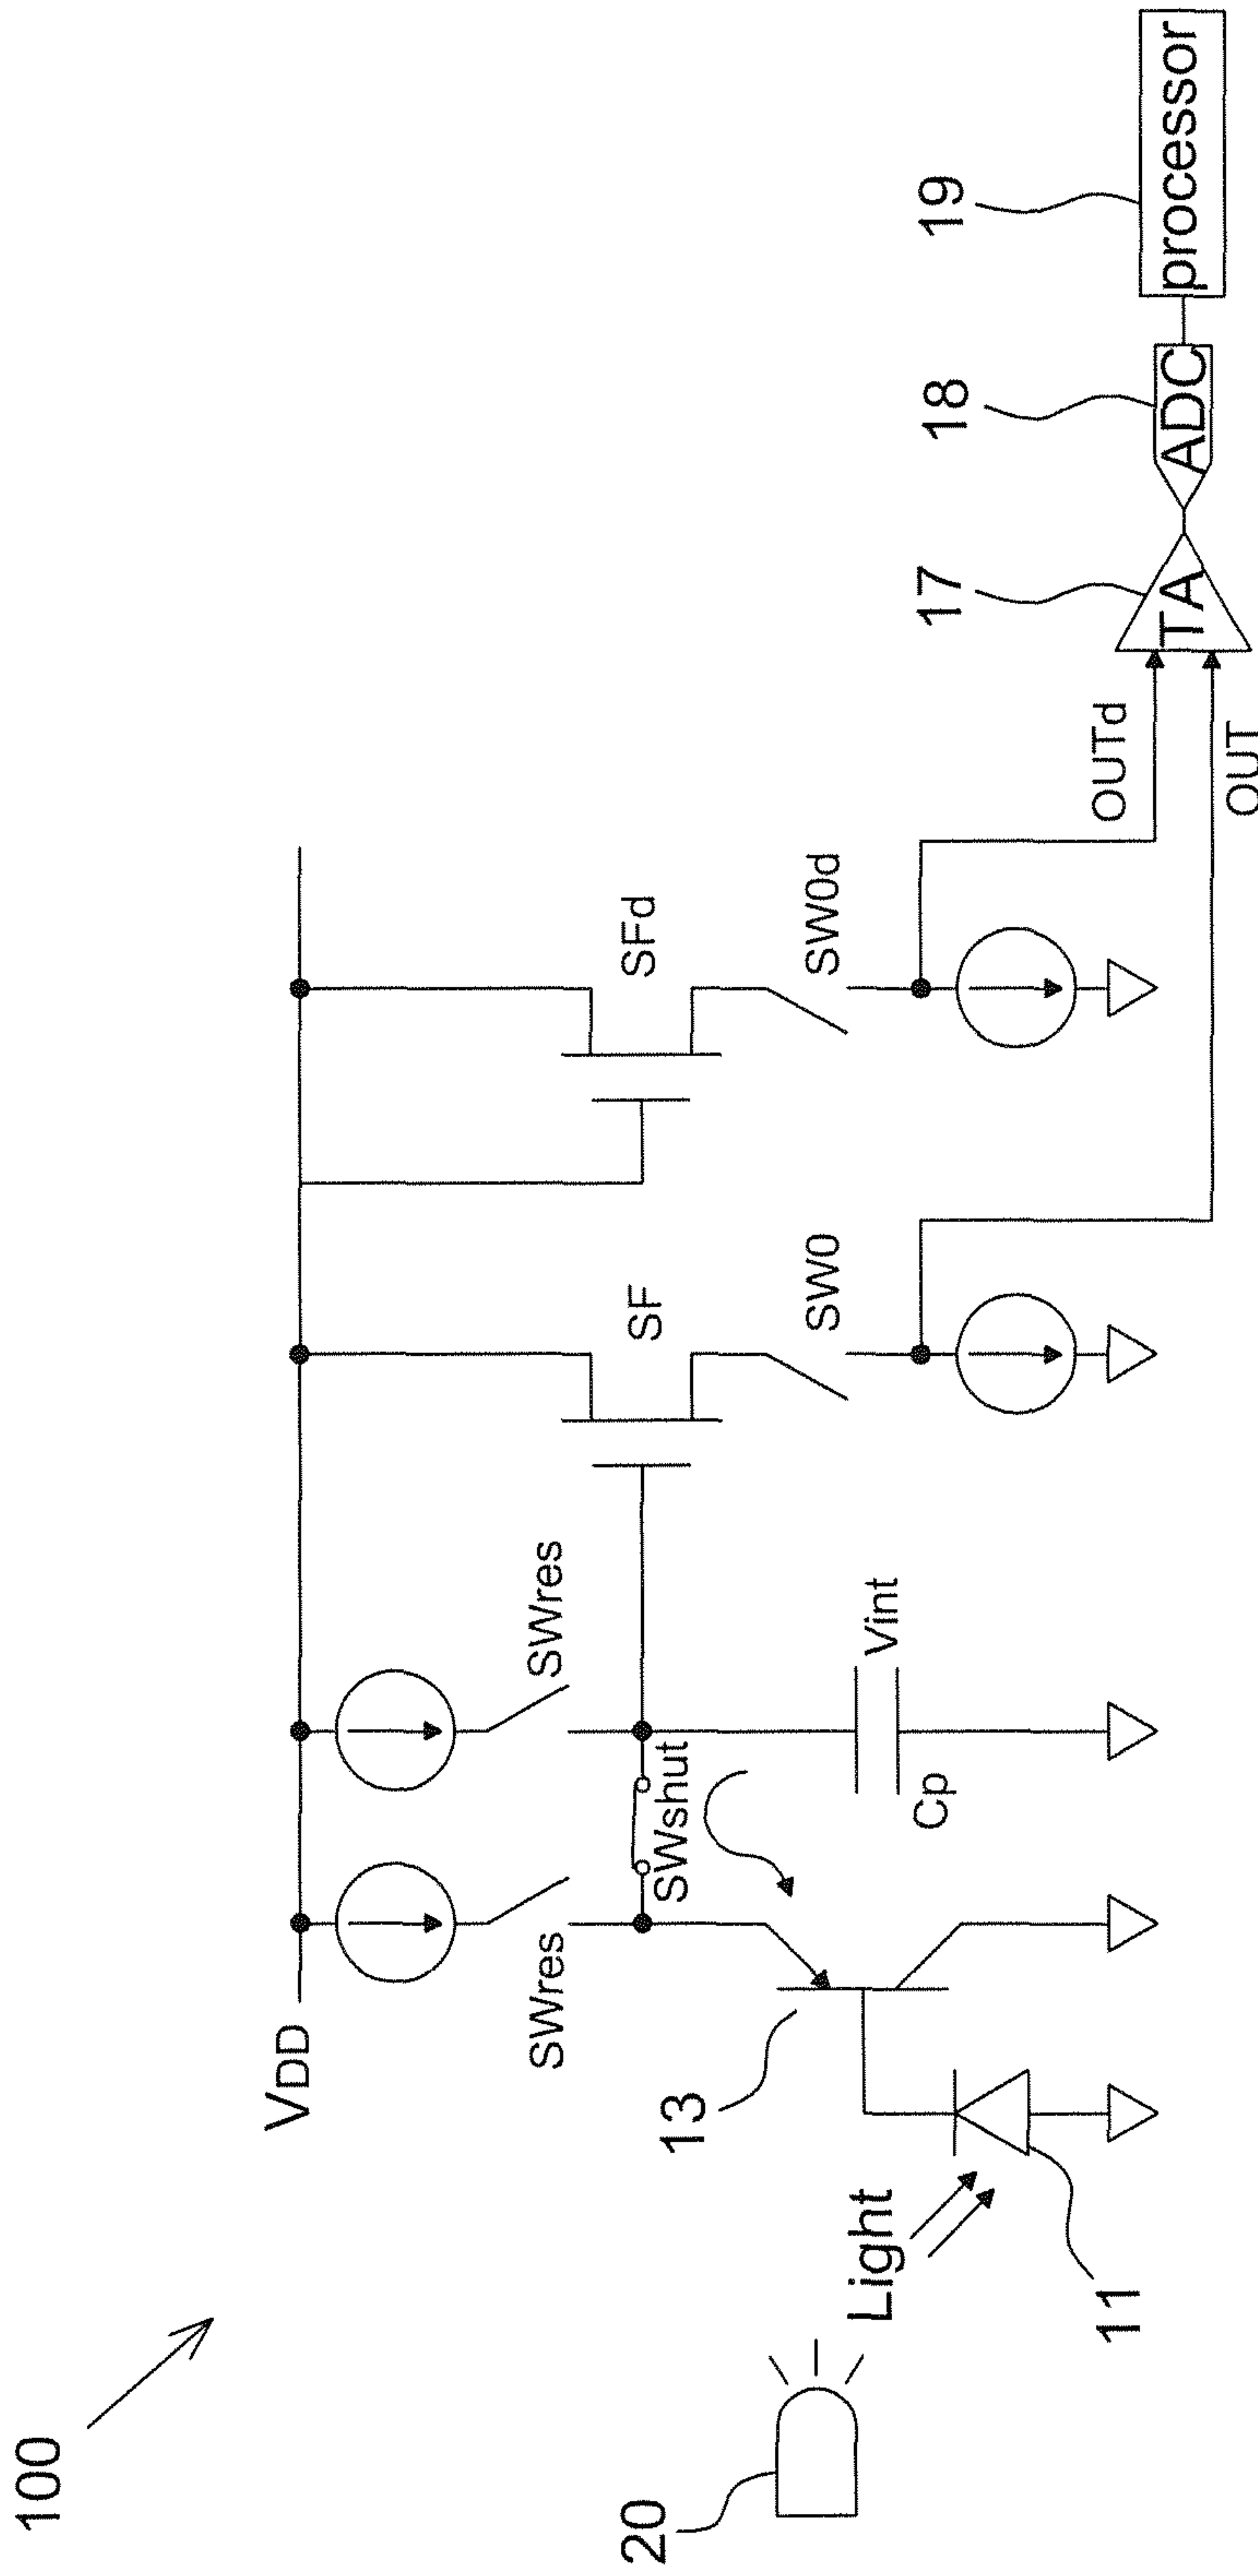 100
VDD
SWres
SWres
SWshut
SF
SFd
SW0
SW0d
13
Vint
Cp
20
Light
11
OUTd
OUT
17
TA
18
ADC
19
processor